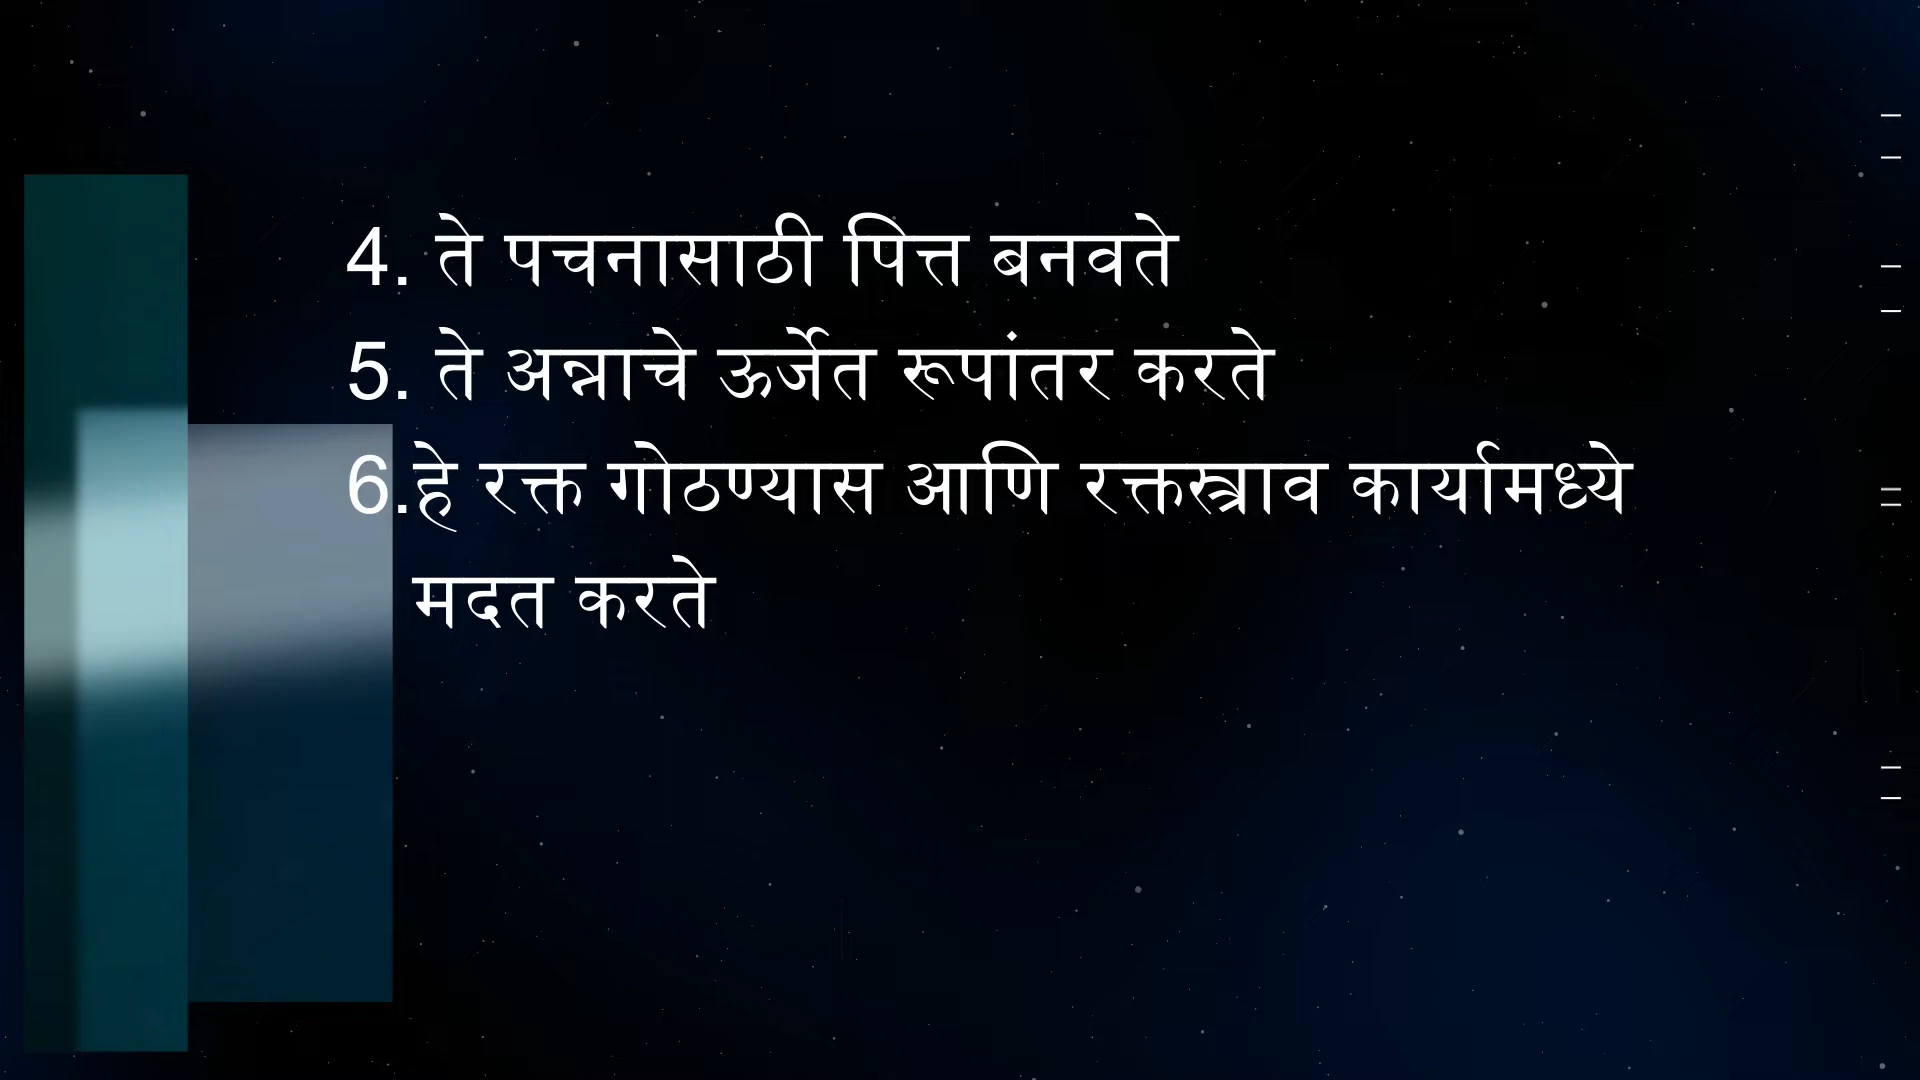 4. ते पचनासाठी पित्त बनवते
5. ते अन्नाचे ऊर्जेत रूपांतर करते
6.हे रक्त गोठण्यास आणि रक्तस्त्राव कार्यामध्ये
मदत करते